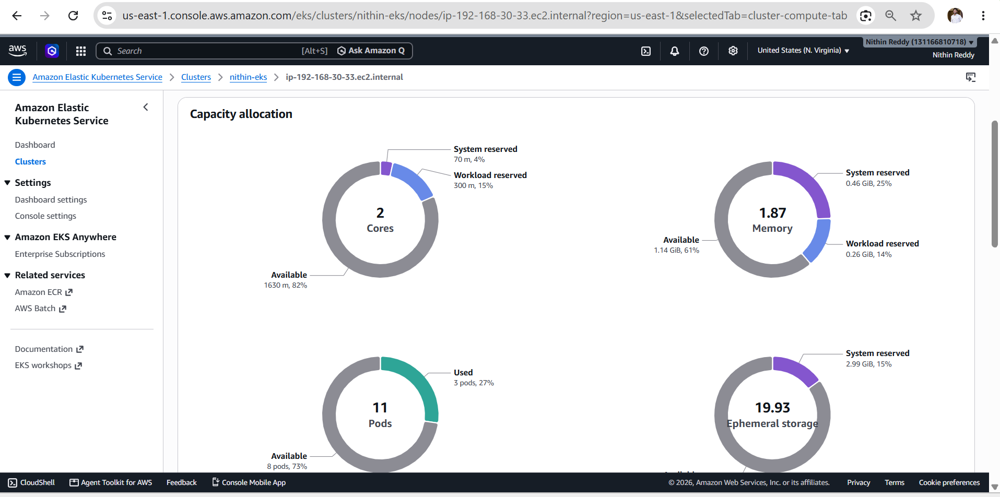 us-east-1.console.aws.amazon.com/eks/clusters/nithin-eks/nodes/ip-192-168-30-33.ec2.internal?region=us-east-1&selectedTab=cluster-compute-tab
aws
Search
[Alt+S]
Ask Amazon Q
United States (N. Virginia)
Nithin Reddy (131166810718)
Nithin Reddy
Amazon Elastic Kubernetes Service
Clusters
nithin-eks
ip-192-168-30-33.ec2.internal
Amazon Elastic
Kubernetes Service
Dashboard
Clusters
Settings
Dashboard settings
Console settings
Amazon EKS Anywhere
Enterprise Subscriptions
Related services
Amazon ECR
AWS Batch
Documentation
EKS workshops
Capacity allocation
System reserved
70 m, 4%
Workload reserved
300 m, 15%
2
Cores
Available
1630 m, 82%
System reserved
0.46 GiB, 25%
1.87
Memory
Available
1.14 GiB, 61%
Workload reserved
0.26 GiB, 14%
Used
3 pods, 27%
11
Pods
Available
8 pods, 73%
System reserved
2.99 GiB, 15%
19.93
Ephemeral storage
CloudShell
Agent Toolkit for AWS
Feedback
Console Mobile App
© 2026, Amazon Web Services, Inc. or its affiliates.
Privacy
Terms
Cookie preferences